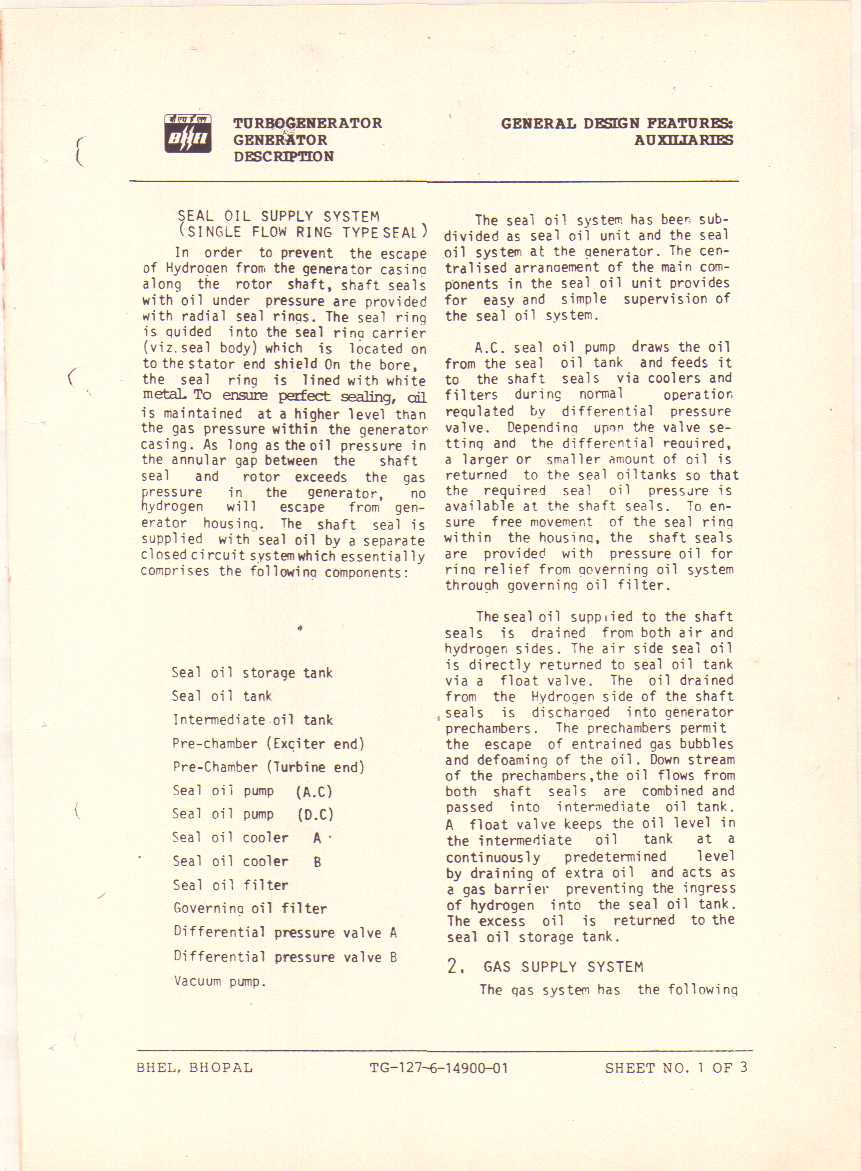 बी एच ई एल
BHEL
TURBOGENERATOR
GENERATOR
DESCRIPTION
GENERAL DESIGN FEATURES:
AUXILIARIES
SEAL OIL SUPPLY SYSTEM
(SINGLE FLOW RING TYPE SEAL)
In order to prevent the escape
of Hydrogen from the generator casing
along the rotor shaft, shaft seals
with oil under pressure are provided
with radial seal rings. The seal ring
is guided into the seal ring carrier
(viz. seal body) which is located on
to the stator end shield On the bore,
the seal ring is lined with white
metal. To ensure perfect sealing, oil
is maintained at a higher level than
the gas pressure within the generator
casing. As long as the oil pressure in
the annular gap between the shaft
seal and rotor exceeds the gas
pressure in the generator, no
hydrogen will escape from gen-
erator housing. The shaft seal is
supplied with seal oil by a separate
closed circuit system which essentially
comprises the following components:
Seal oil storage tank
Seal oil tank
Intermediate oil tank
Pre-chamber (Exciter end)
Pre-Chamber (Turbine end)
Seal oil pump (A.C)
Seal oil pump (D.C)
Seal oil cooler A
Seal oil cooler B
Seal oil filter
Governing oil filter
Differential pressure valve A
Differential pressure valve B
Vacuum pump.
The seal oil system has been sub-
divided as seal oil unit and the seal
oil system at the generator. The cen-
tralised arrangement of the main com-
ponents in the seal oil unit provides
for easy and simple supervision of
the seal oil system.
A.C. seal oil pump draws the oil
from the seal oil tank and feeds it
to the shaft seals via coolers and
filters during normal operation
regulated by differential pressure
valve. Depending upon the valve se-
tting and the differential required,
a larger or smaller amount of oil is
returned to the seal oiltanks so that
the required seal oil pressure is
available at the shaft seals. To en-
sure free movement of the seal ring
within the housing, the shaft seals
are provided with pressure oil for
ring relief from governing oil system
through governing oil filter.
The seal oil supplied to the shaft
seals is drained from both air and
hydrogen sides. The air side seal oil
is directly returned to seal oil tank
via a float valve. The oil drained
from the Hydrogen side of the shaft
seals is discharged into generator
prechambers. The prechambers permit
the escape of entrained gas bubbles
and defoaming of the oil. Down stream
of the prechambers,the oil flows from
both shaft seals are combined and
passed into intermediate oil tank.
A float valve keeps the oil level in
the intermediate oil tank at a
continuously predetermined level
by draining of extra oil and acts as
a gas barrier preventing the ingress
of hydrogen into the seal oil tank.
The excess oil is returned to the
seal oil storage tank.
2. GAS SUPPLY SYSTEM
The gas system has the following
BHEL, BHOPAL
TG-127-6-14900-01
SHEET NO. 1 OF 3